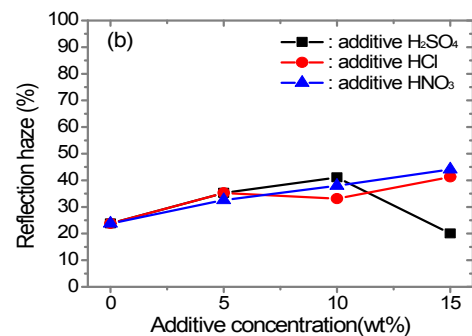 (b)
: additive H₂SO₄
: additive HCl
: additive HNO₃
100
90
80
70
60
50
40
30
20
10
0
Reflection haze (%)
0 5 10 15
Additive concentration(wt%)